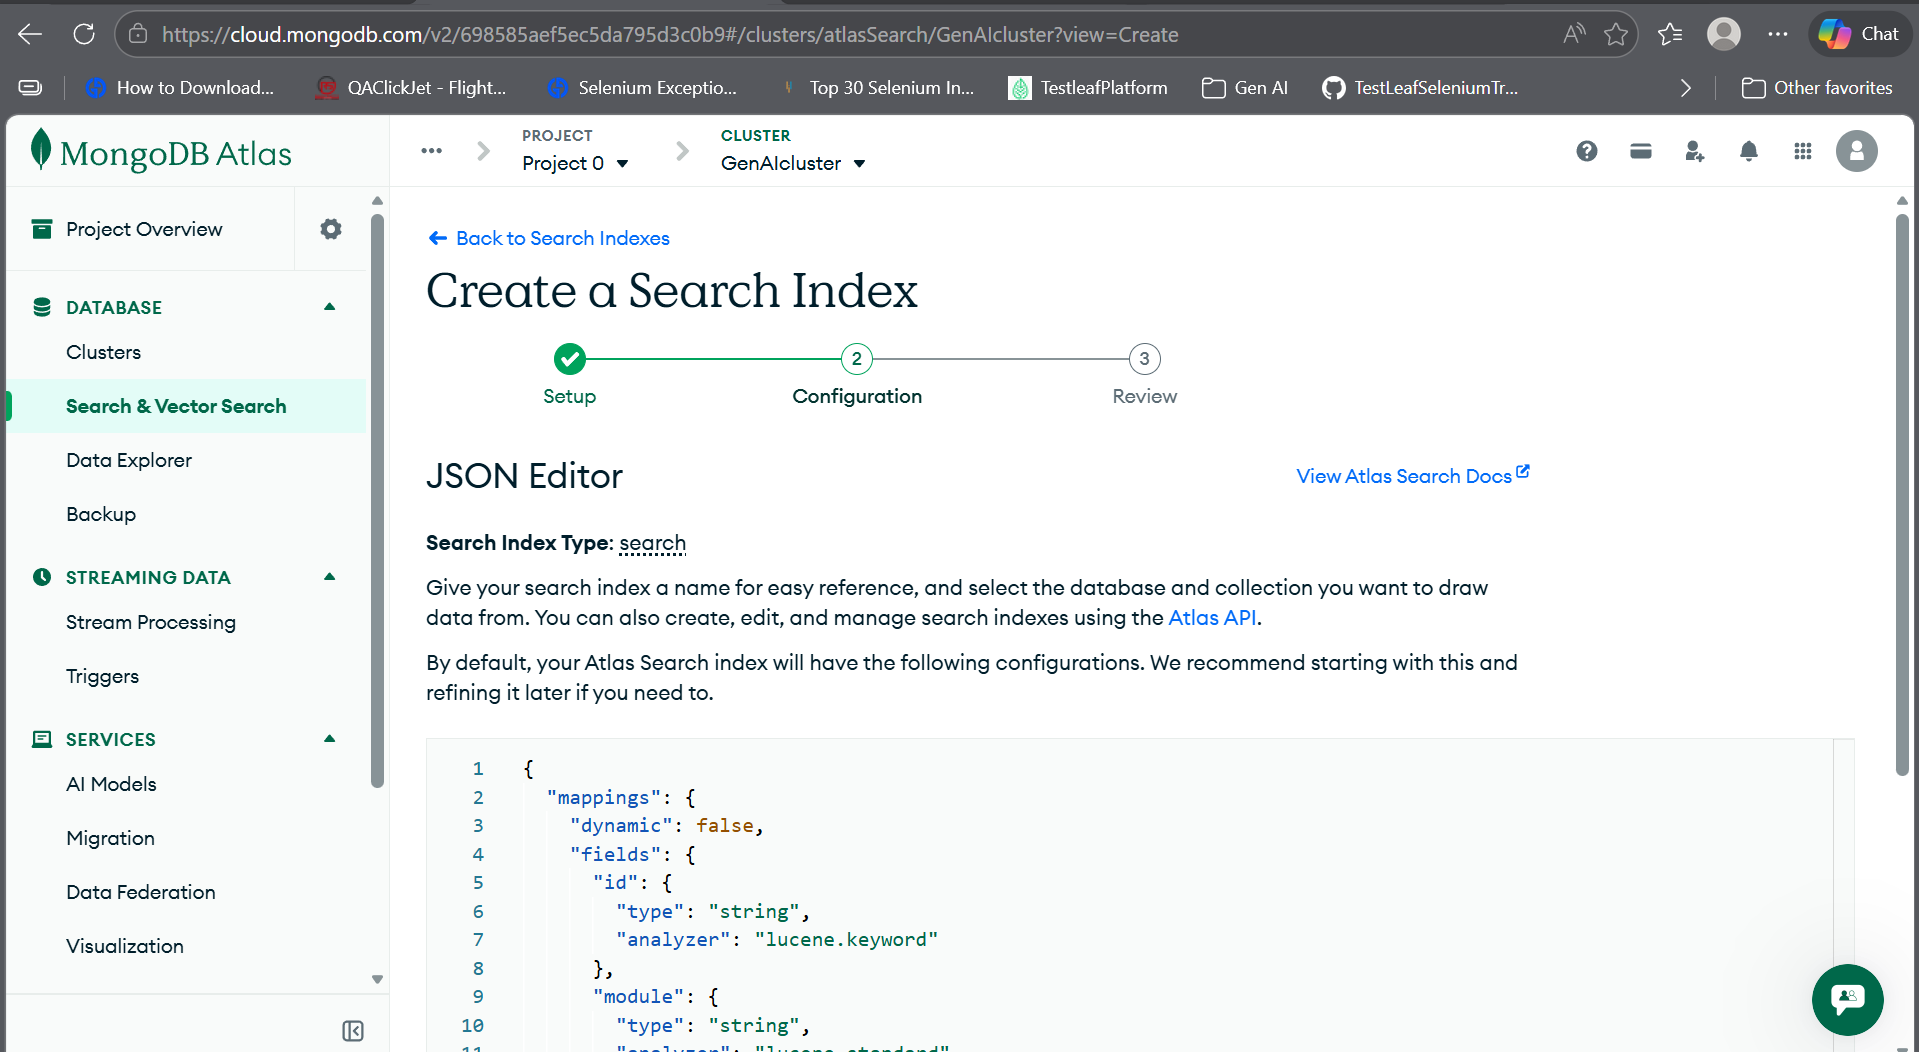 https://cloud.mongodb.com/v2/698585aef5ec5da795d3c0b9#/clusters/atlasSearch/GenAIcluster?view=Create
Chat
How to Download...
QAClickJet - Flight...
Selenium Exceptio...
Top 30 Selenium In...
TestleafPlatform
Gen AI
TestLeafSeleniumTr...
Other favorites
MongoDB Atlas
PROJECT
Project 0
CLUSTER
GenAIcluster
Project Overview
DATABASE
Clusters
Search & Vector Search
Data Explorer
Backup
STREAMING DATA
Stream Processing
Triggers
SERVICES
AI Models
Migration
Data Federation
Visualization
Back to Search Indexes
Create a Search Index
2
3
Setup
Configuration
Review
JSON Editor
View Atlas Search Docs
Search Index Type: search
Give your search index a name for easy reference, and select the database and collection you want to draw
data from. You can also create, edit, and manage search indexes using the Atlas API.
By default, your Atlas Search index will have the following configurations. We recommend starting with this and
refining it later if you need to.
1 {
2 "mappings": {
3 "dynamic": false,
4 "fields": {
5 "id": {
6 "type": "string",
7 "analyzer": "lucene.keyword"
8 },
9 "module": {
10 "type": "string",
11 "analyzer": "lucene.standard"